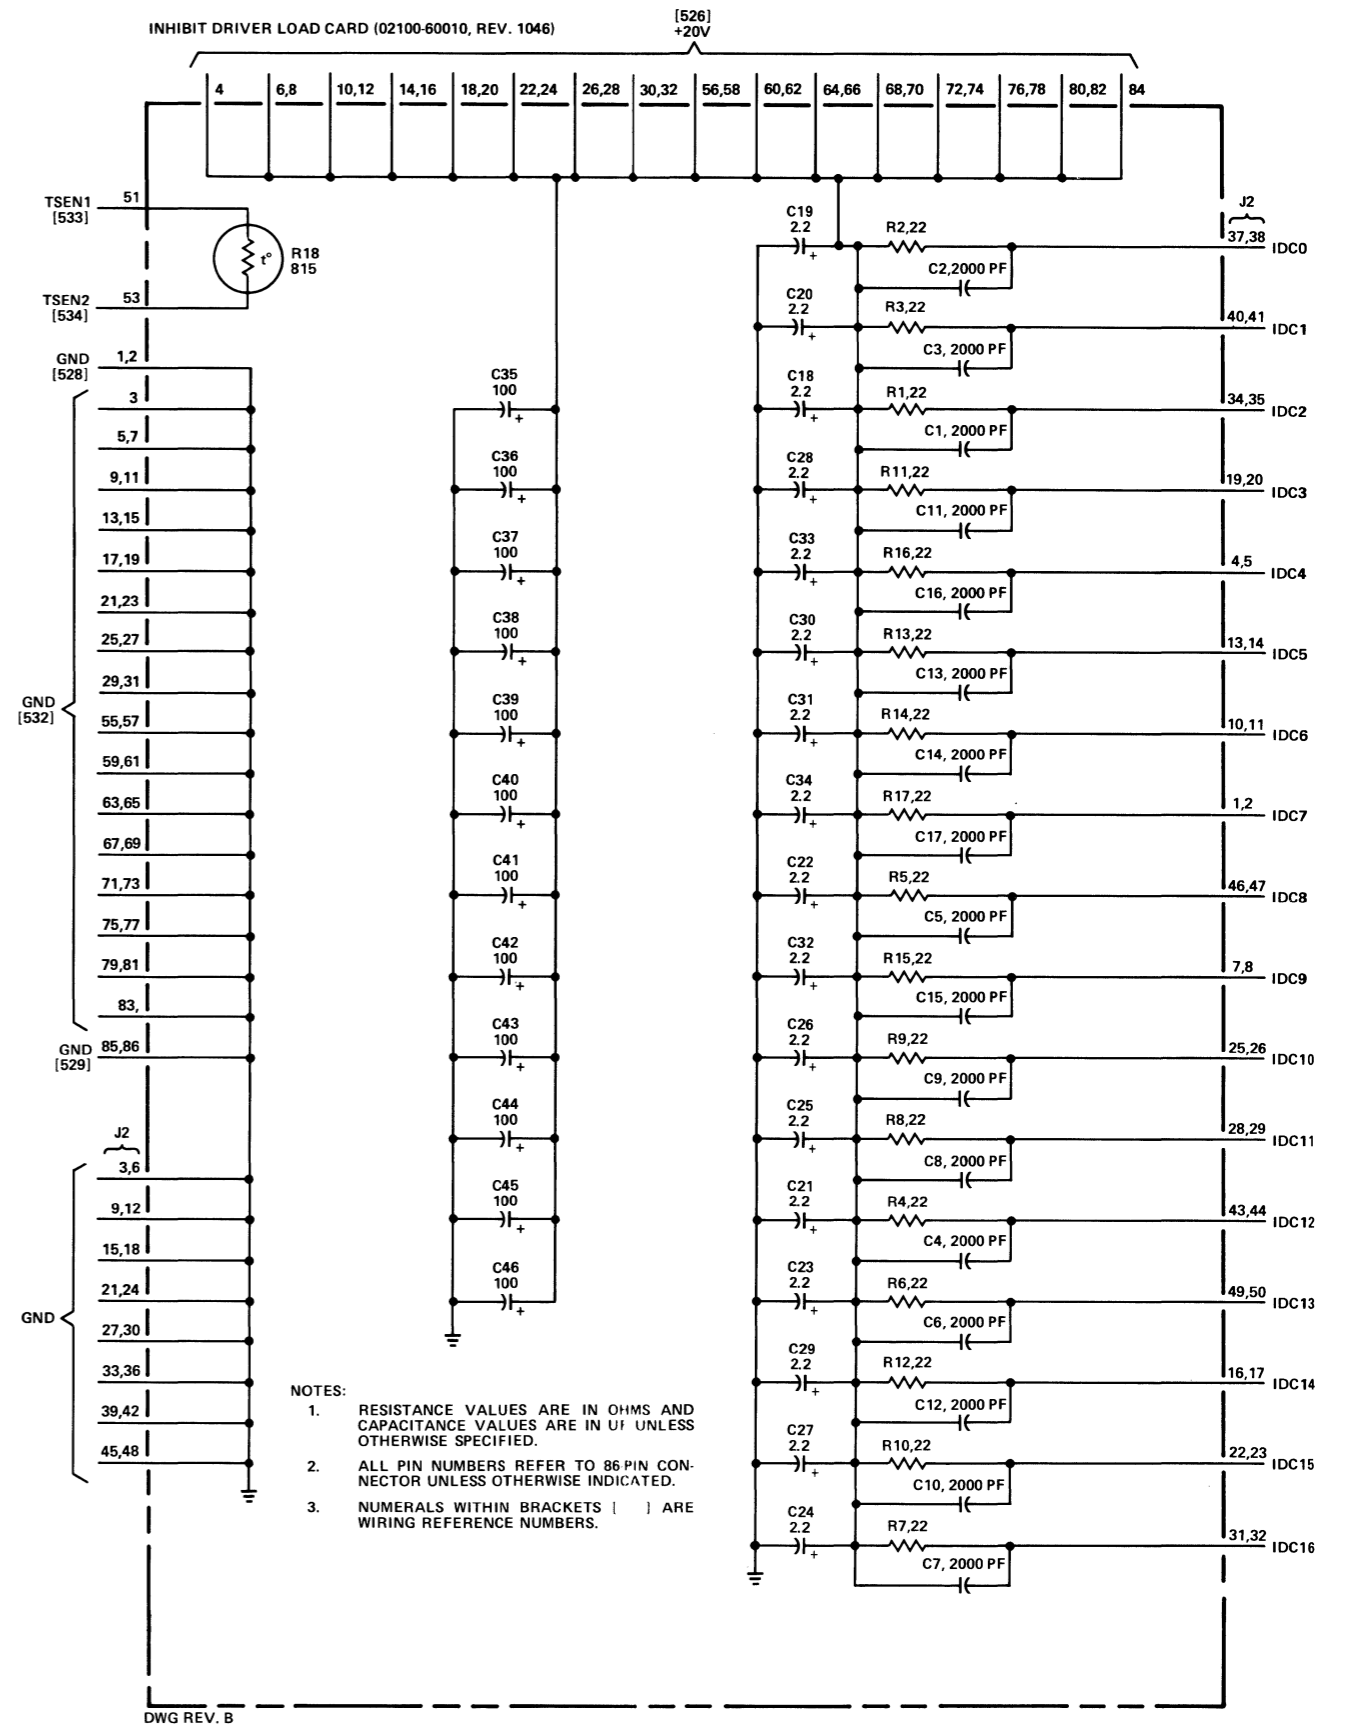 INHIBIT DRIVER LOAD CARD (02100-60010, REV. 1046)
[526]
+20V
4 6,8 10,12 14,16 18,20 22,24 26,28 30,32 56,58 60,62 64,66 68,70 72,74 76,78 80,82 84
TSEN1
[533]
51
t°
R18
815
TSEN2
[534]
53
GND
[528]
1,2
3
5,7
9,11
13,15
17,19
21,23
25,27
29,31
GND
[532]
55,57
59,61
63,65
67,69
71,73
75,77
79,81
83,
GND
[529]
85,86
J2
3,6
9,12
15,18
21,24
GND
27,30
33,36
39,42
45,48
C35
100
+
C36
100
+
C37
100
+
C38
100
+
C39
100
+
C40
100
+
C41
100
+
C42
100
+
C43
100
+
C44
100
+
C45
100
+
C46
100
+
J2
C19
2.2
+
R2,22
C2,2000 PF
37,38
IDC0
C20
2.2
+
R3,22
C3, 2000 PF
40,41
IDC1
C18
2.2
+
R1,22
C1, 2000 PF
34,35
IDC2
C28
2.2
+
R11,22
C11, 2000 PF
19,20
IDC3
C33
2.2
+
R16,22
C16, 2000 PF
4,5
IDC4
C30
2.2
+
R13,22
C13, 2000 PF
13,14
IDC5
C31
2.2
+
R14,22
C14, 2000 PF
10,11
IDC6
C34
2.2
+
R17,22
C17, 2000 PF
1,2
IDC7
C22
2.2
+
R5,22
C5, 2000 PF
46,47
IDC8
C32
2.2
+
R15,22
C15, 2000 PF
7,8
IDC9
C26
2.2
+
R9,22
C9, 2000 PF
25,26
IDC10
C25
2.2
+
R8,22
C8, 2000 PF
28,29
IDC11
C21
2.2
+
R4,22
C4, 2000 PF
43,44
IDC12
C23
2.2
+
R6,22
C6, 2000 PF
49,50
IDC13
C29
2.2
+
R12,22
C12, 2000 PF
16,17
IDC14
C27
2.2
+
R10,22
C10, 2000 PF
22,23
IDC15
C24
2.2
+
R7,22
C7, 2000 PF
31,32
IDC16
NOTES:
1. RESISTANCE VALUES ARE IN OHMS AND
CAPACITANCE VALUES ARE IN UF UNLESS
OTHERWISE SPECIFIED.
2. ALL PIN NUMBERS REFER TO 86-PIN CON-
NECTOR UNLESS OTHERWISE INDICATED.
3. NUMERALS WITHIN BRACKETS [ ] ARE
WIRING REFERENCE NUMBERS.
DWG REV. B